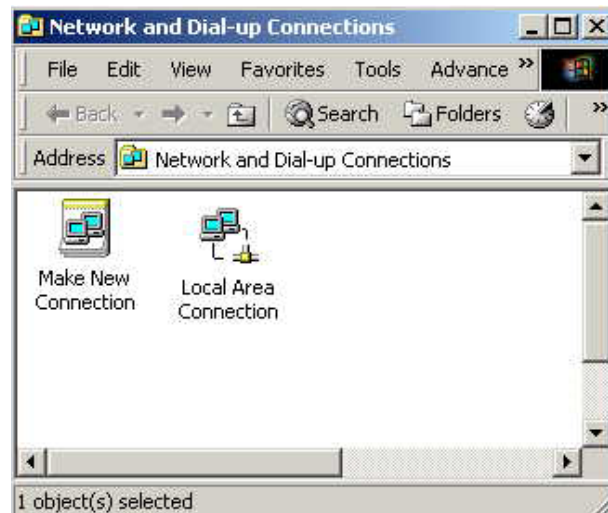 Network and Dial-up Connections
File Edit View Favorites Tools Advance »
Back Search Folders »
Address Network and Dial-up Connections
Make New Connection
Local Area Connection
1 object(s) selected